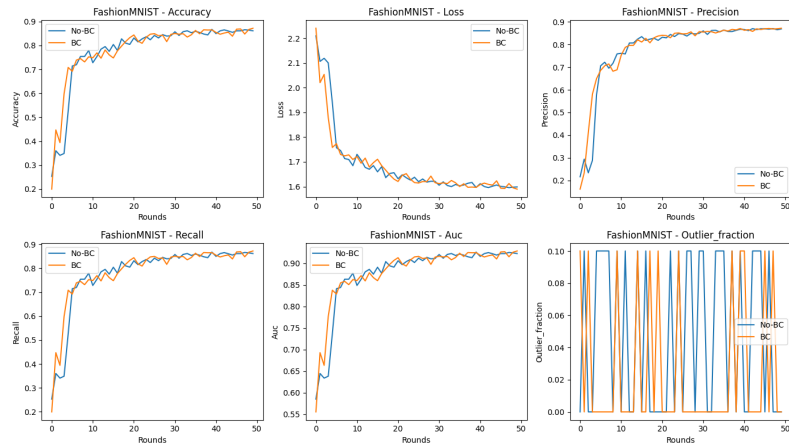 FashionMNIST - Accuracy
0.9
0.8
0.7
0.6
0.5
0.4
0.3
0.2
Accuracy
No-BC
BC
0 10 20 30 40 50
Rounds
FashionMNIST - Loss
2.2
2.1
2.0
1.9
1.8
1.7
1.6
Loss
No-BC
BC
0 10 20 30 40 50
Rounds
FashionMNIST - Precision
0.9
0.8
0.7
0.6
0.5
0.4
0.3
0.2
Precision
No-BC
BC
0 10 20 30 40 50
Rounds
FashionMNIST - Recall
0.9
0.8
0.7
0.6
0.5
0.4
0.3
0.2
Recall
No-BC
BC
0 10 20 30 40 50
Rounds
FashionMNIST - Auc
0.90
0.85
0.80
0.75
0.70
0.65
0.60
0.55
Auc
No-BC
BC
0 10 20 30 40 50
Rounds
FashionMNIST - Outlier_fraction
0.10
0.08
0.06
0.04
0.02
0.00
Outlier_fraction
No-BC
BC
0 10 20 30 40 50
Rounds